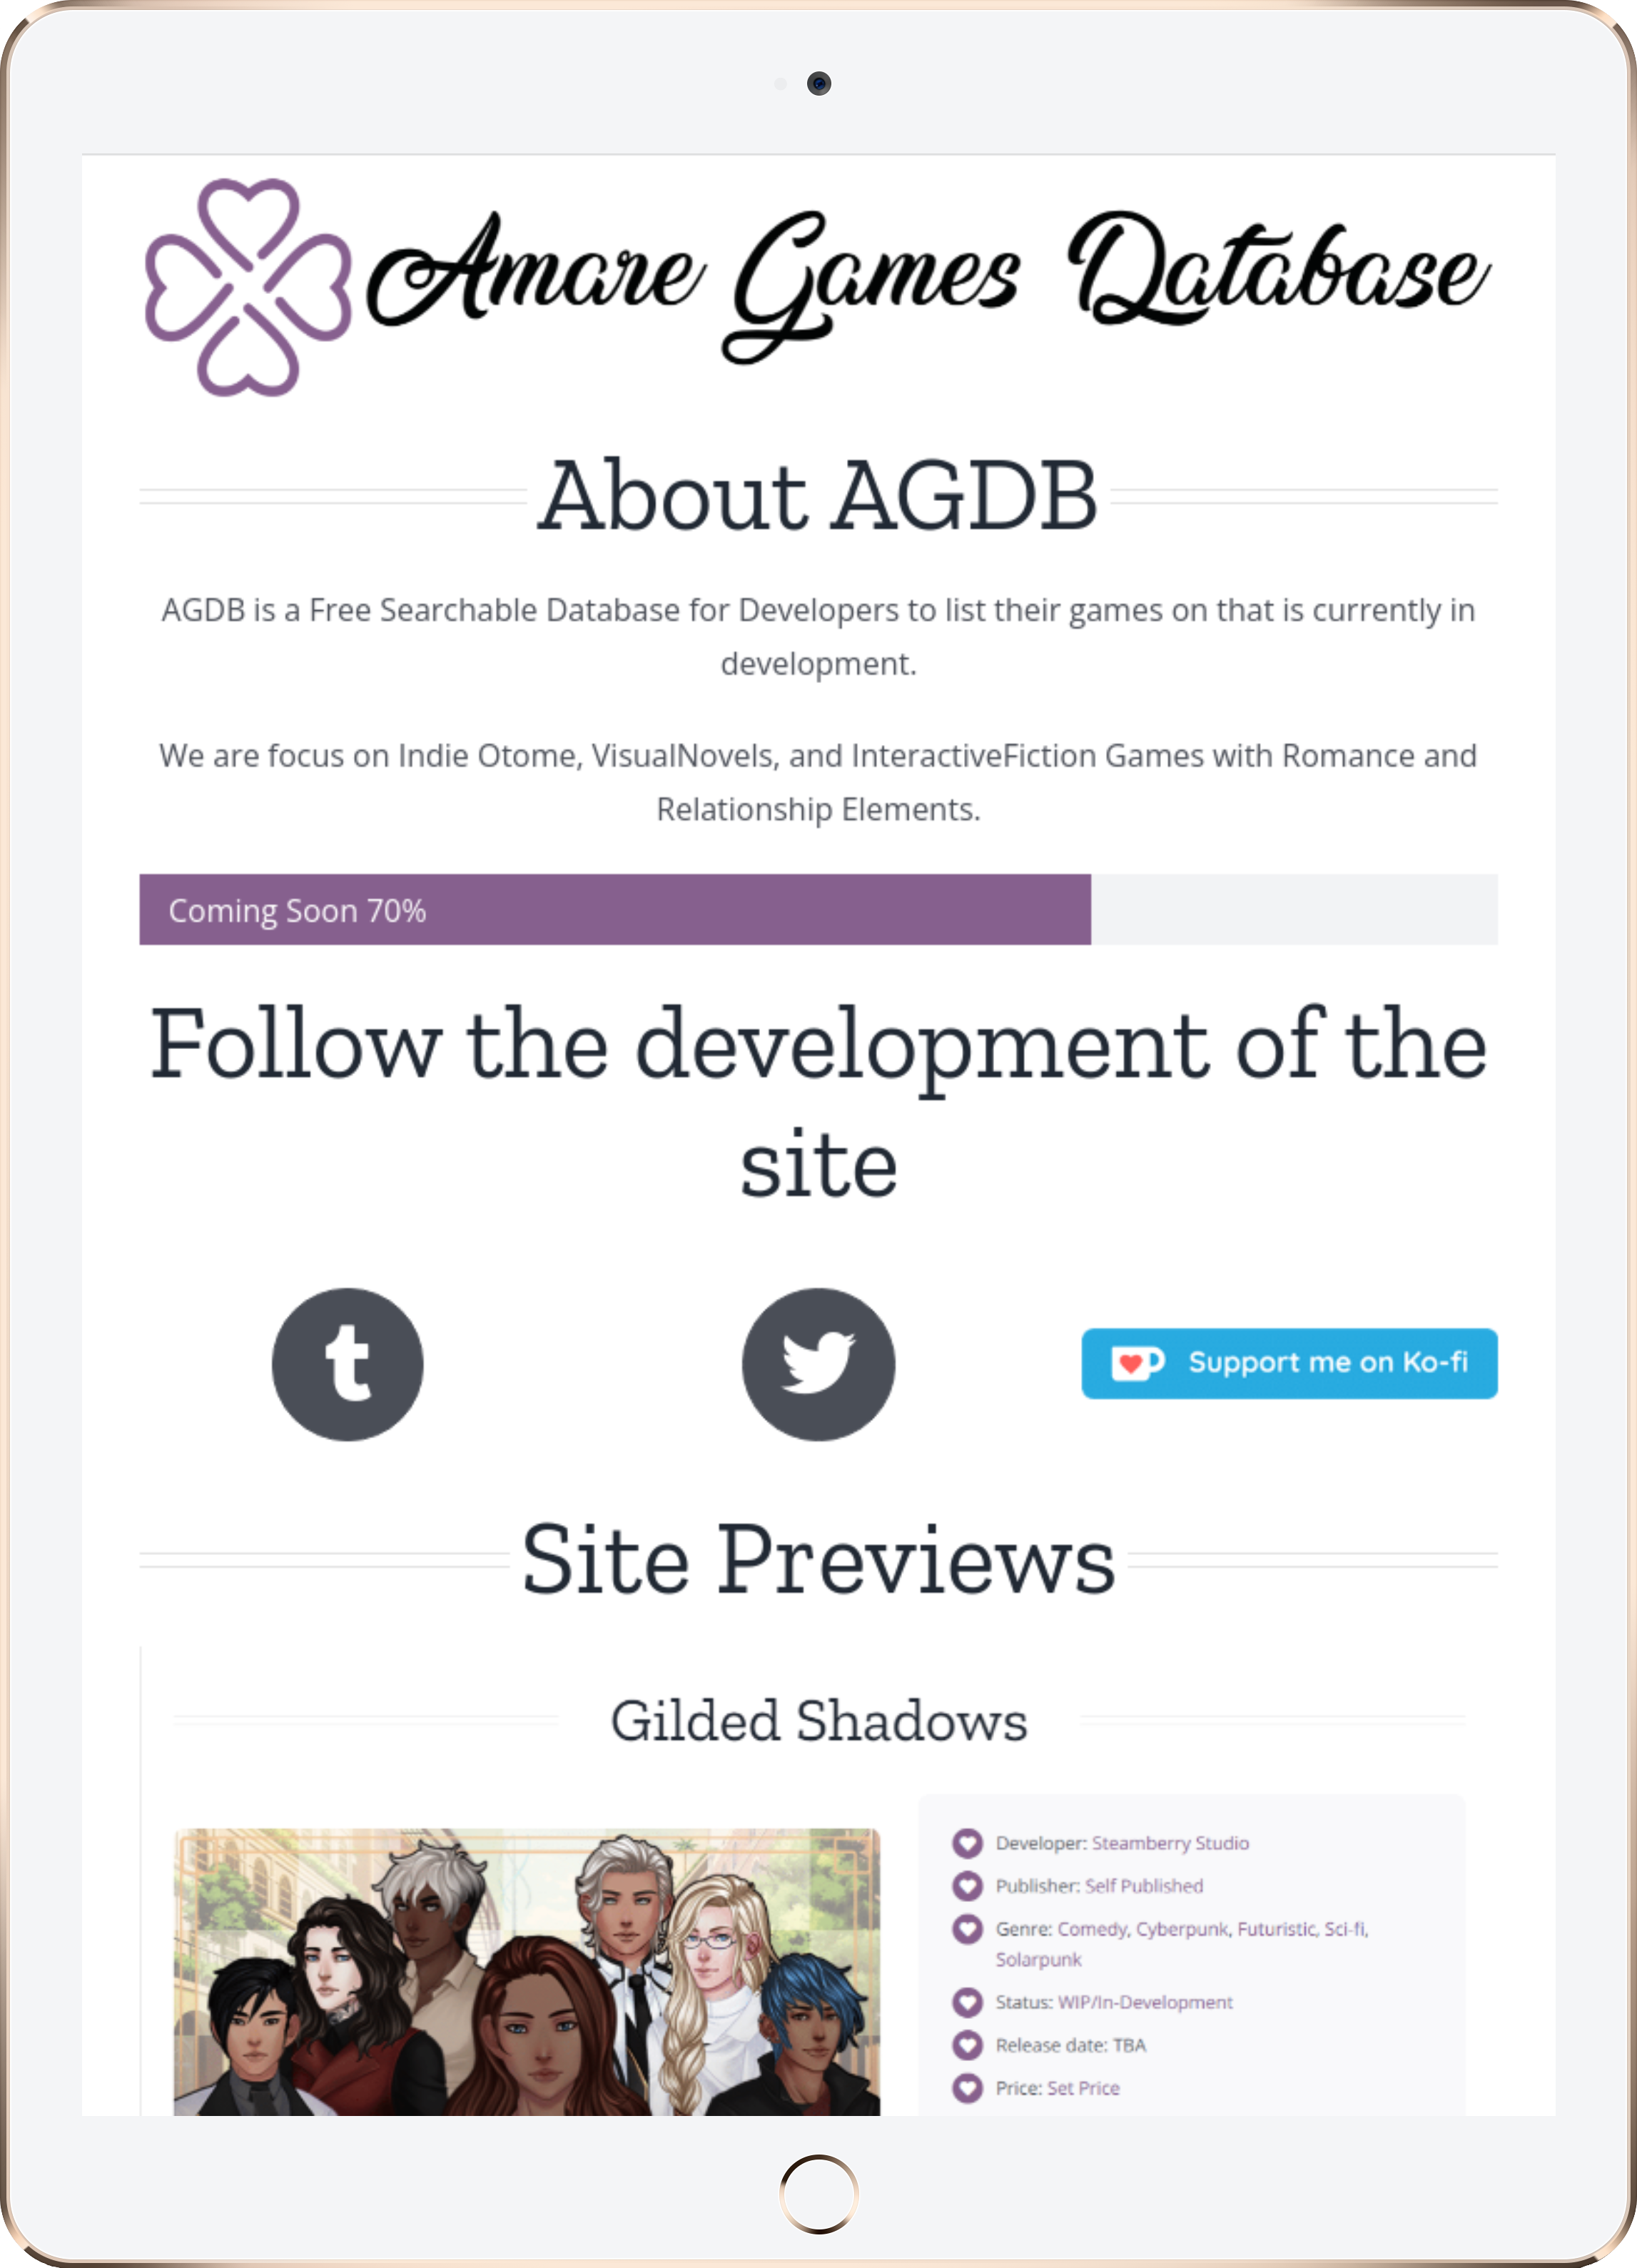 Amare Games Database
About AGDB
AGDB is a Free Searchable Database for Developers to list their games on that is currently in
development.
We are focus on Indie Otome, VisualNovels, and InteractiveFiction Games with Romance and
Relationship Elements.
Coming Soon 70%
Follow the development of the
site
Support me on Ko-fi
Site Previews
Gilded Shadows
Developer: Steamberry Studio
Publisher: Self Published
Genre: Comedy, Cyberpunk, Futuristic, Sci-fi,
Solarpunk
Status: WIP/In-Development
Release date: TBA
Price: Set Price